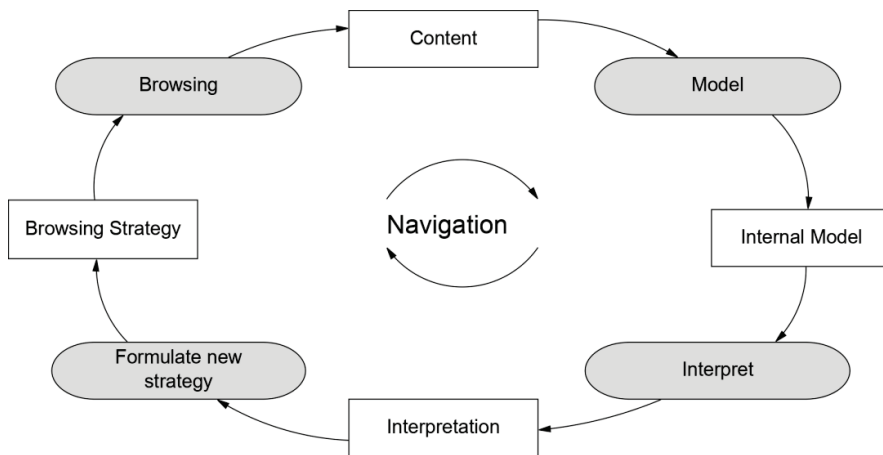 Content
Browsing
Model
Navigation
Browsing Strategy
Internal Model
Formulate new
strategy
Interpret
Interpretation